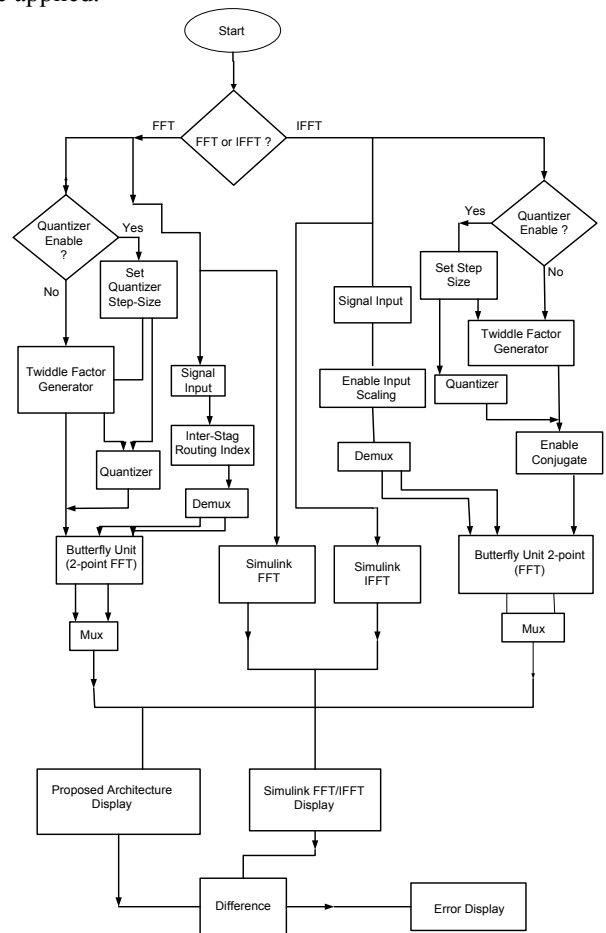 e applied.
Start
FFT
FFT or IFFT ?
IFFT
Quantizer
Enable
?
Yes
No
Set
Quantizer
Step-Size
Twiddle Factor
Generator
Quantizer
Signal
Input
Inter-Stag
Routing Index
Demux
Butterfly Unit
(2-point FFT)
Mux
Simulink
FFT
Simulink
IFFT
Signal Input
Enable Input
Scaling
Demux
Quantizer
Enable ?
Yes
No
Set Step
Size
Twiddle Factor
Generator
Quantizer
Enable
Conjugate
Butterfly Unit 2-point
(FFT)
Mux
Proposed Architecture
Display
Simulink FFT/IFFT
Display
Difference
Error Display